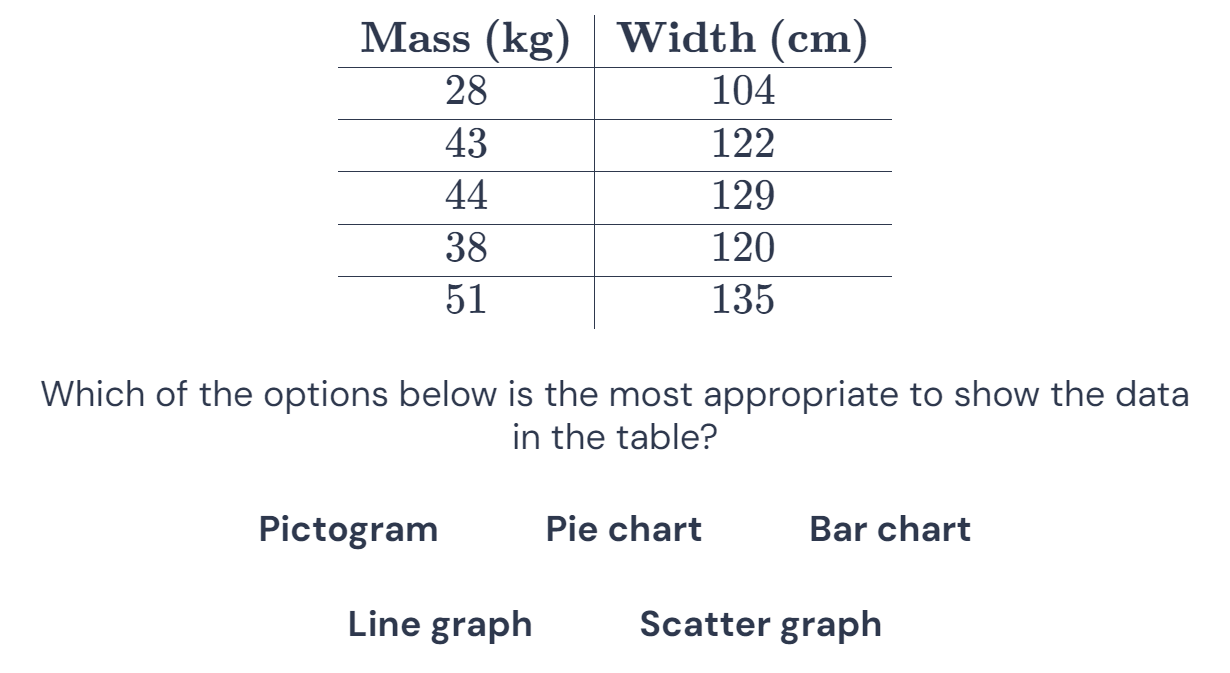 Mass (kg) Width (cm)
28 104
43 122
44 129
38 120
51 135
Which of the options below is the most appropriate to show the data
in the table?
Pictogram Pie chart Bar chart
Line graph Scatter graph